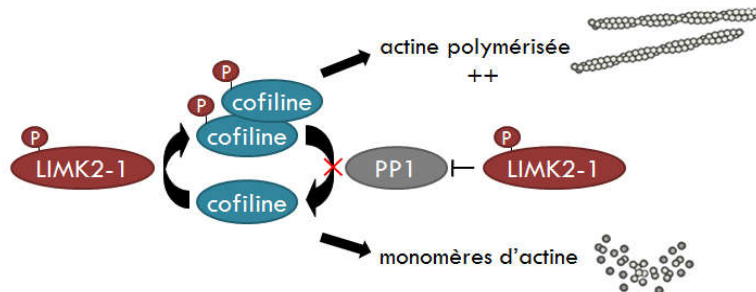 actine polymérisée
++
P
cofiline
P
cofiline
P
LIMK2-1
PP1
P
LIMK2-1
cofiline
monomères d'actine